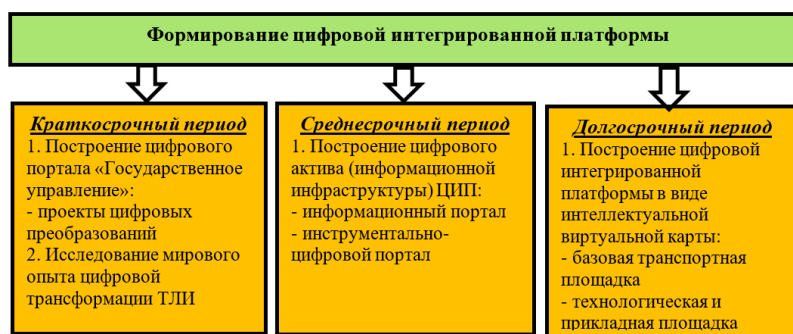 Формирование цифровой интегрированной платформы
Краткосрочный период
1. Построение цифрового
портала «Государственное
управление»:
- проекты цифровых
преобразований
2. Исследование мирового
опыта цифровой
трансформации ТЛИ
Среднесрочный период
1. Построение цифрового
актива (информационной
инфраструктуры) ЦИП:
- информационный портал
- инструментально-
цифровой портал
Долгосрочный период
1. Построение цифровой
интегрированной
платформы в виде
интеллектуальной
виртуальной карты:
- базовая транспортная
площадка
- технологическая и
прикладная площадка